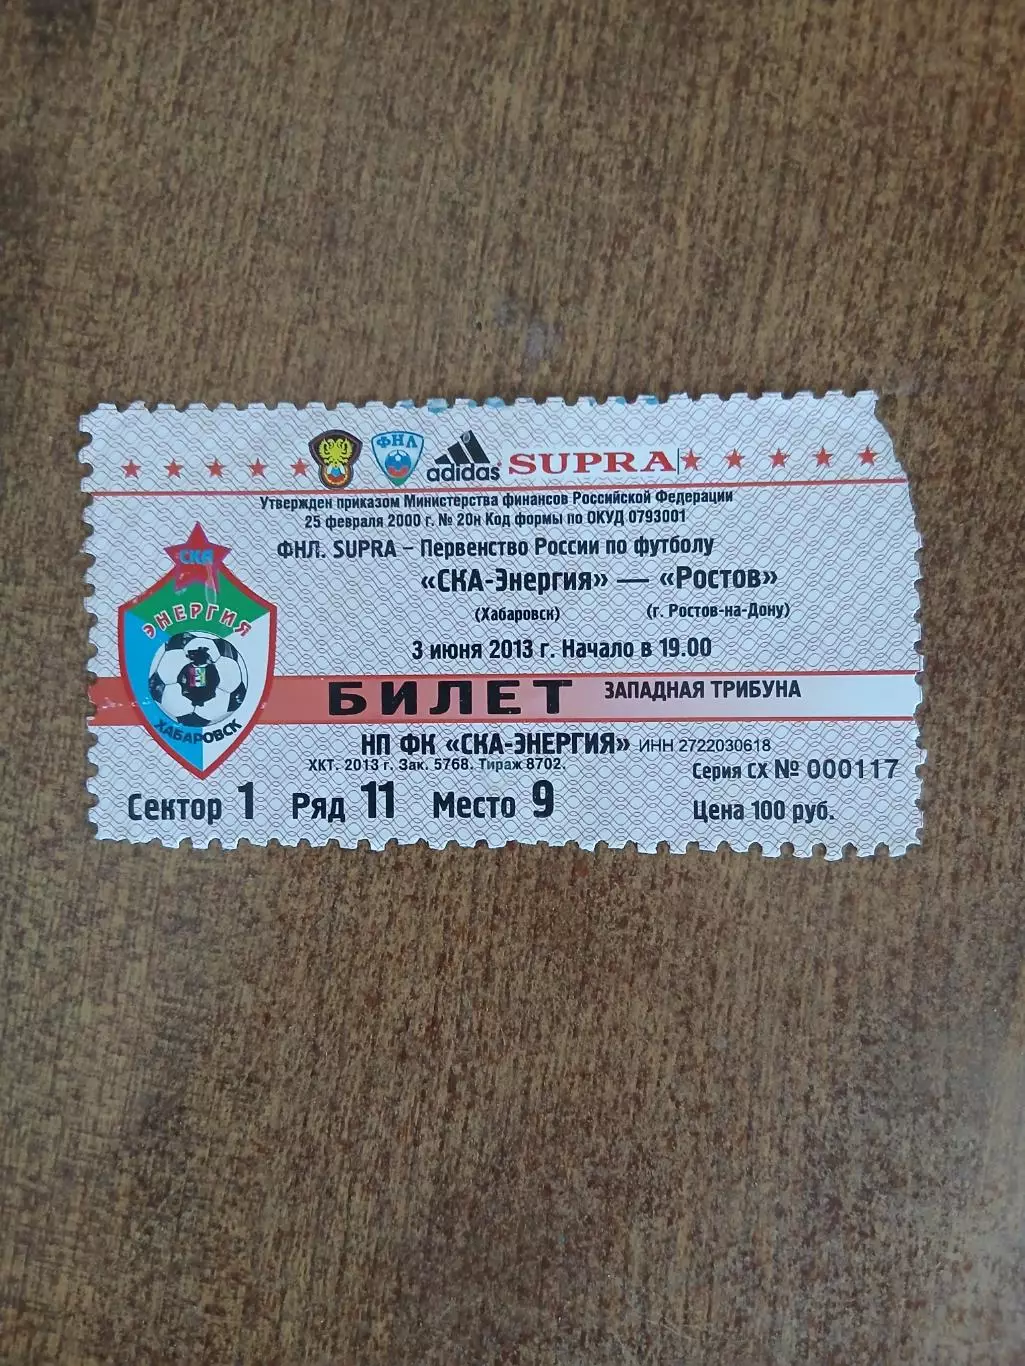 ФНЛ adidas SUPRA
Утвержден приказом Министерства финансов Российской Федерации
25 февраля 2000 г. № 20н Код формы по ОКУД 0793001
ФНЛ. SUPRA – Первенство России по футболу
«СКА-Энергия» — «Ростов»
(Хабаровск) (г. Ростов-на-Дону)
3 июня 2013 г. Начало в 19.00
СКА
ЭНЕРГИЯ
ХАБАРОВСК
БИЛЕТ ЗАПАДНАЯ ТРИБУНА
НП ФК «СКА-ЭНЕРГИЯ» ИНН 2722030618
ХКТ. 2013 г. Зак. 5768. Тираж 8702.
Серия СХ № 000117
Сектор 1 Ряд 11 Место 9 Цена 100 руб.